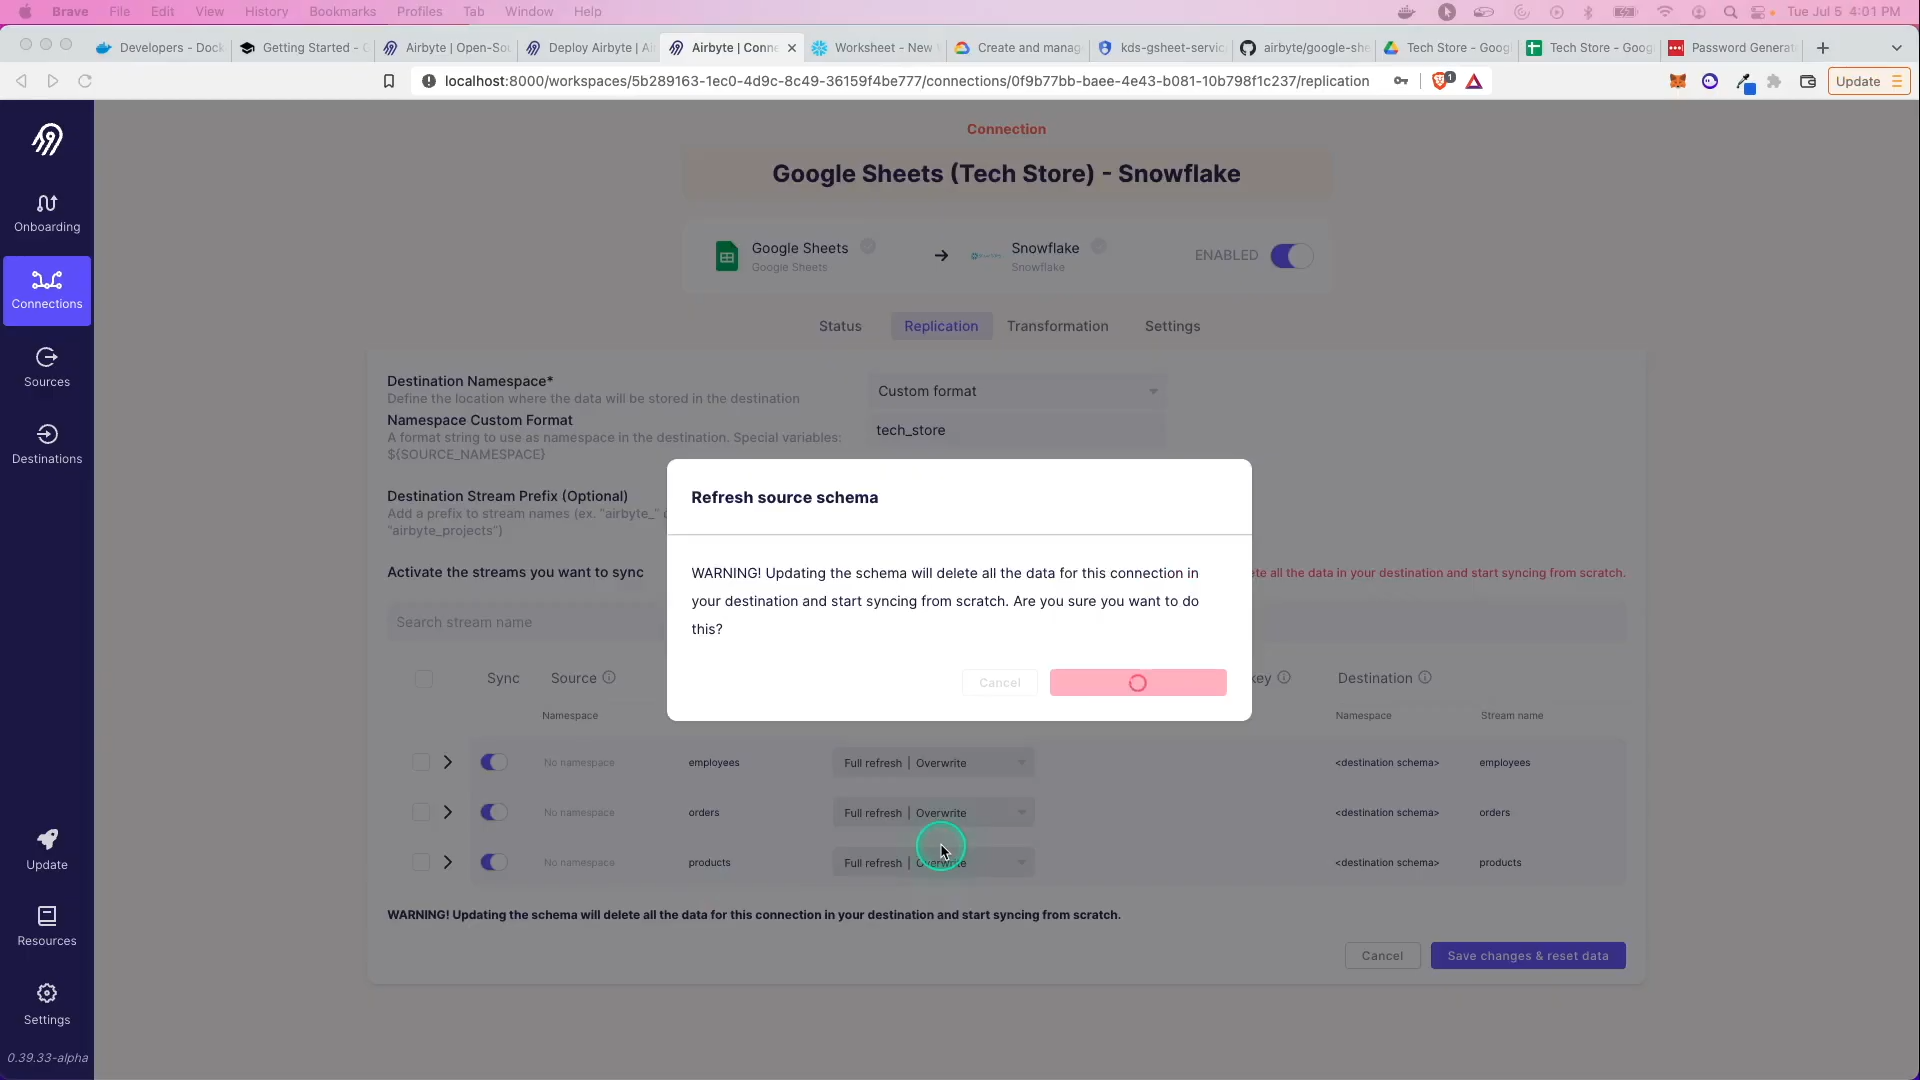 Brave File Edit View History Bookmarks Profiles Tab Window Help Tue Jul 5 4:01 PM
Developers - Dock Getting Started - Airbyte | Open-Sou Deploy Airbyte | Ai Airbyte | Conne Worksheet - New Create and manag kds-gsheet-servic airbyte/google-she Tech Store - Goog Tech Store - Goog Password Generat
localhost:8000/workspaces/5b289163-1ec0-4d9c-8c49-36159f4be777/connections/0f9b77bb-baee-4e43-b081-10b798f1c237/replication 1 Update
Connection
Google Sheets (Tech Store) - Snowflake
Google Sheets
Google Sheets
Snowflake
Snowflake
ENABLED
Onboarding
Connections
Sources
Destinations
Update
Resources
Settings
0.39.33-alpha
Status Replication Transformation Settings
Destination Namespace*
Define the location where the data will be stored in the destination
Custom format
Namespace Custom Format
A format string to use as namespace in the destination. Special variables:
${SOURCE_NAMESPACE}
tech_store
Destination Stream Prefix (Optional)
Add a prefix to stream names (ex. "airbyte_"
"airbyte_projects")
Activate the streams you want to sync
all the data in your destination and start syncing from scratch.
Search stream name
Refresh source schema
WARNING! Updating the schema will delete all the data for this connection in
your destination and start syncing from scratch. Are you sure you want to do
this?
Cancel
Sync Source key Destination
Namespace Namespace Stream name
No namespace employees Full refresh | Overwrite <destination schema> employees
No namespace orders Full refresh | Overwrite <destination schema> orders
No namespace products Full refresh | Overwrite <destination schema> products
WARNING! Updating the schema will delete all the data for this connection in your destination and start syncing from scratch.
Cancel Save changes & reset data